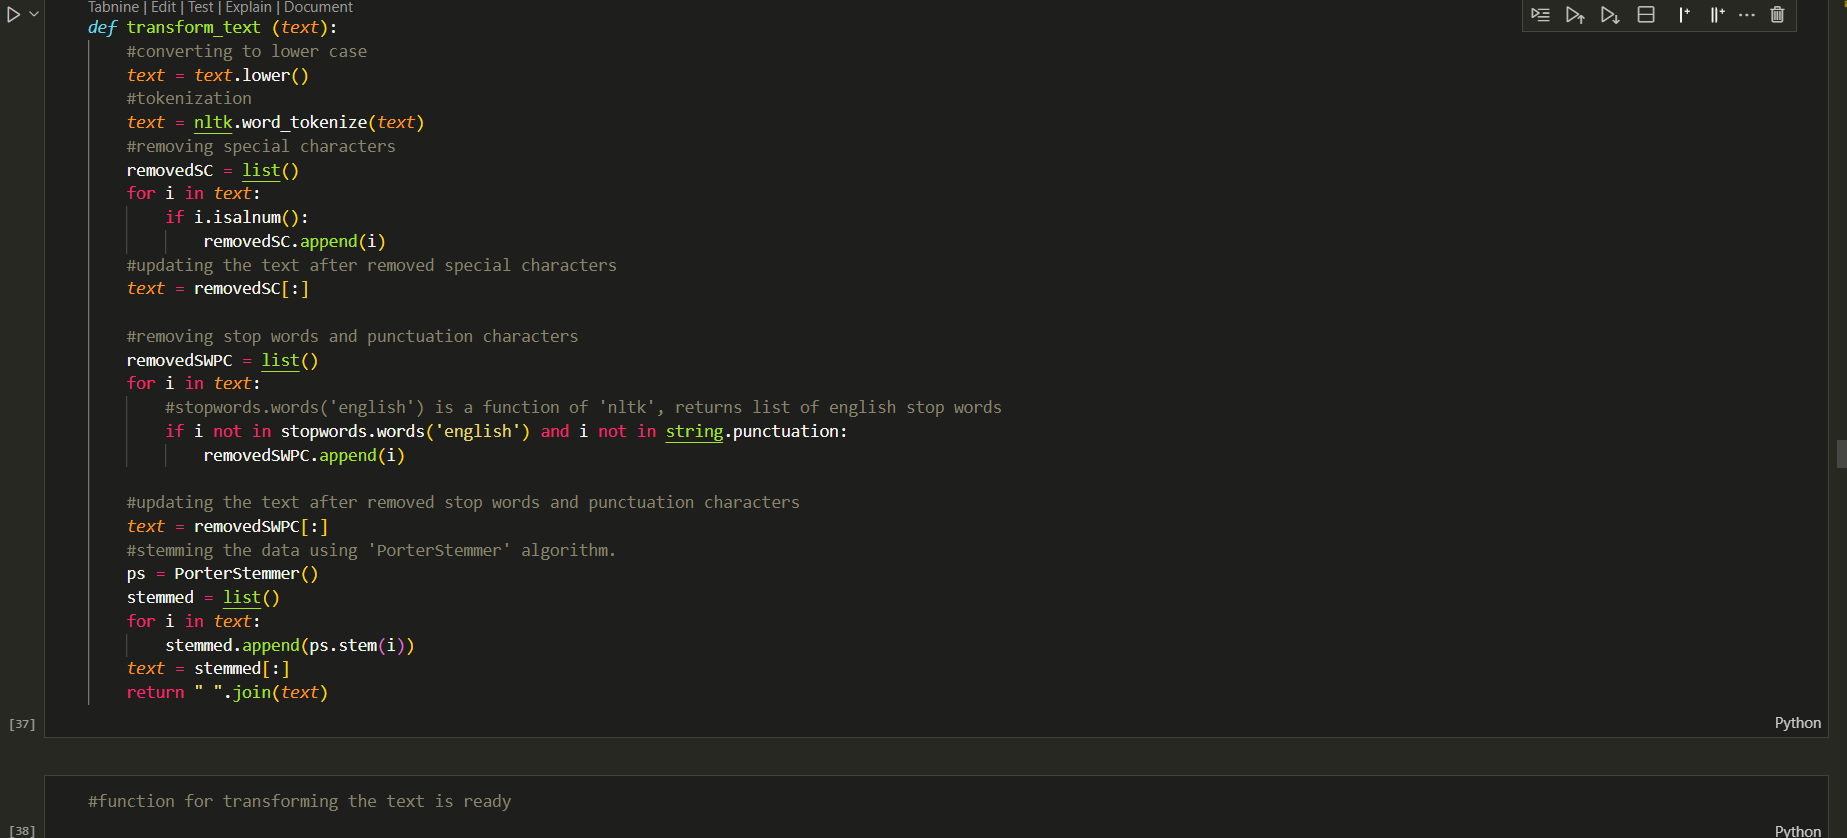 Tabnine | Edit | Test | Explain | Document
def transform_text (text):
    #converting to lower case
    text = text.lower()
    #tokenization
    text = nltk.word_tokenize(text)
    #removing special characters
    removedSC = list()
    for i in text:
        if i.isalnum():
            removedSC.append(i)
    #updating the text after removed special characters
    text = removedSC[:]
    #removing stop words and punctuation characters
    removedSWPC = list()
    for i in text:
        #stopwords.words('english') is a function of 'nltk', returns list of english stop words
        if i not in stopwords.words('english') and i not in string.punctuation:
            removedSWPC.append(i)
    #updating the text after removed stop words and punctuation characters
    text = removedSWPC[:]
    #stemming the data using 'PorterStemmer' algorithm.
    ps = PorterStemmer()
    stemmed = list()
    for i in text:
        stemmed.append(ps.stem(i))
    text = stemmed[:]
    return " ".join(text)
[37]
Python
#function for transforming the text is ready
[38]
Python